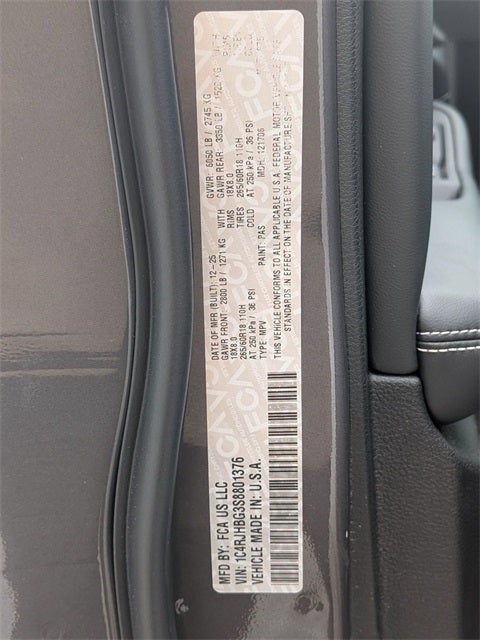 MFD BY: FCA US LLC
VIN: 1C4RJHBG3S8801376
VEHICLE MADE IN: U.S.A.
DATE OF MFR (BUILT): 12-25 GVWR: 6050 LB / 2745 KG
GAWR FRONT: 2800 LB / 1271 KG WITH GAWR REAR: 3350 LB / 1520 KG WITH
18X8.0 RIMS 18X8.0 RIMS
265/60R18 110H TIRES 265/60R18 110H TIRES
AT 250 kPa / 36 PSI COLD AT 250 kPa / 36 PSI COLD
TYPE: MPV PAINT: PAS MDH: 121706
THIS VEHICLE CONFORMS TO ALL APPLICABLE U.S.A. FEDERAL MOTOR VEHICLE
STANDARDS IN EFFECT ON THE DATE OF MANUFACTURE